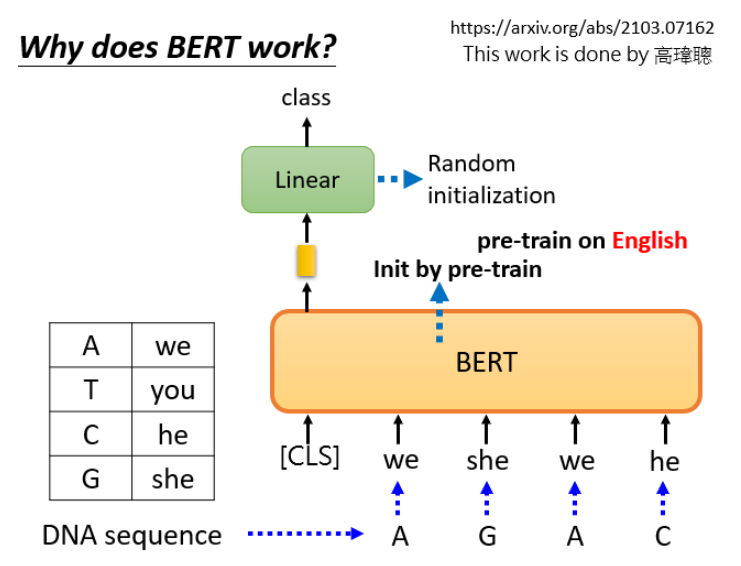 Why does BERT work?
https://arxiv.org/abs/2103.07162
This work is done by 高瑋聰
class
Linear
Random
initialization
pre-train on English
Init by pre-train
BERT
A we
T you
C he
G she
[CLS] we she we he
DNA sequence A G A C